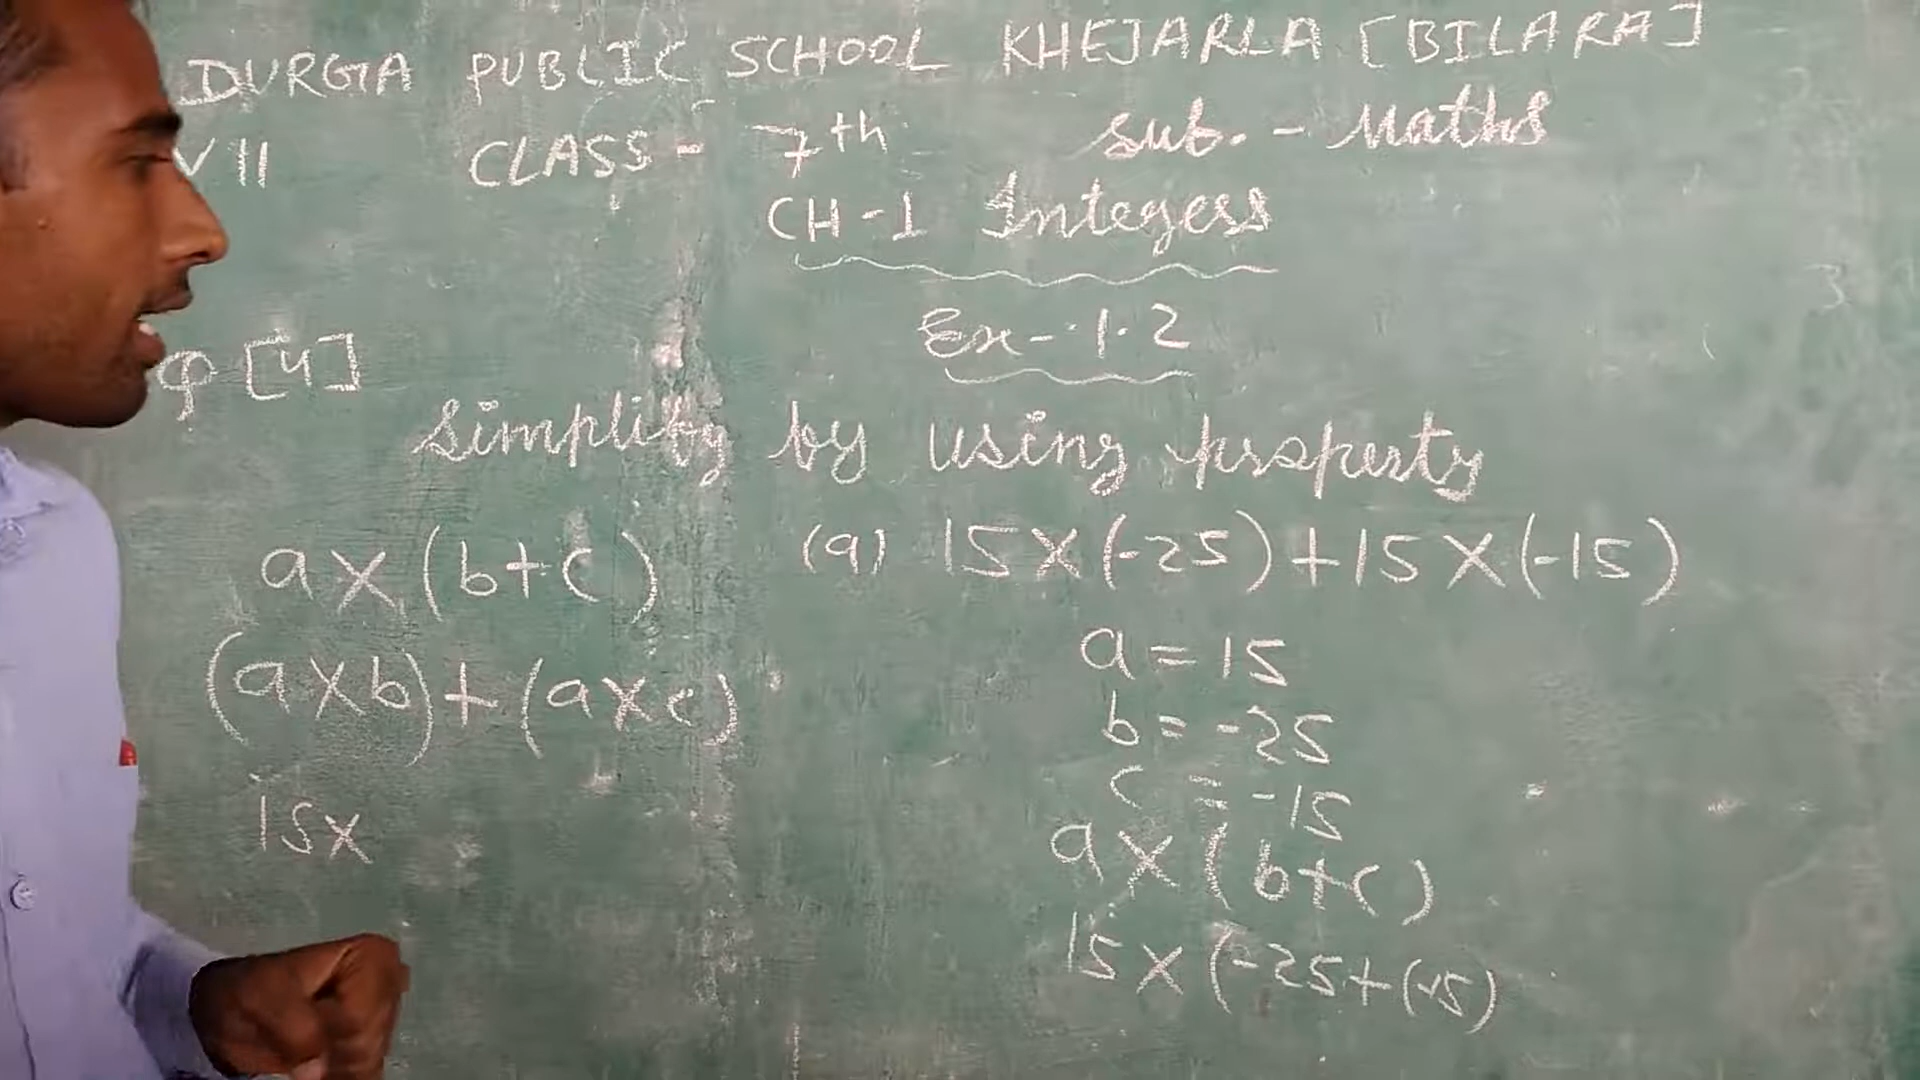 DURGA PUBLIC SCHOOL KHEJARLA [BILARA]
VII CLASS - 7th sub. - Maths
CH-1 Integers
Ex-1.2
Q[4]
Simplify by using property
a×(b+c)
(a×b)+(a×c)
15×
(a) 15×(-25)+15×(-15)
a=15
b=-25
c=-15
a×(b+c)
15×(-25+(-15)